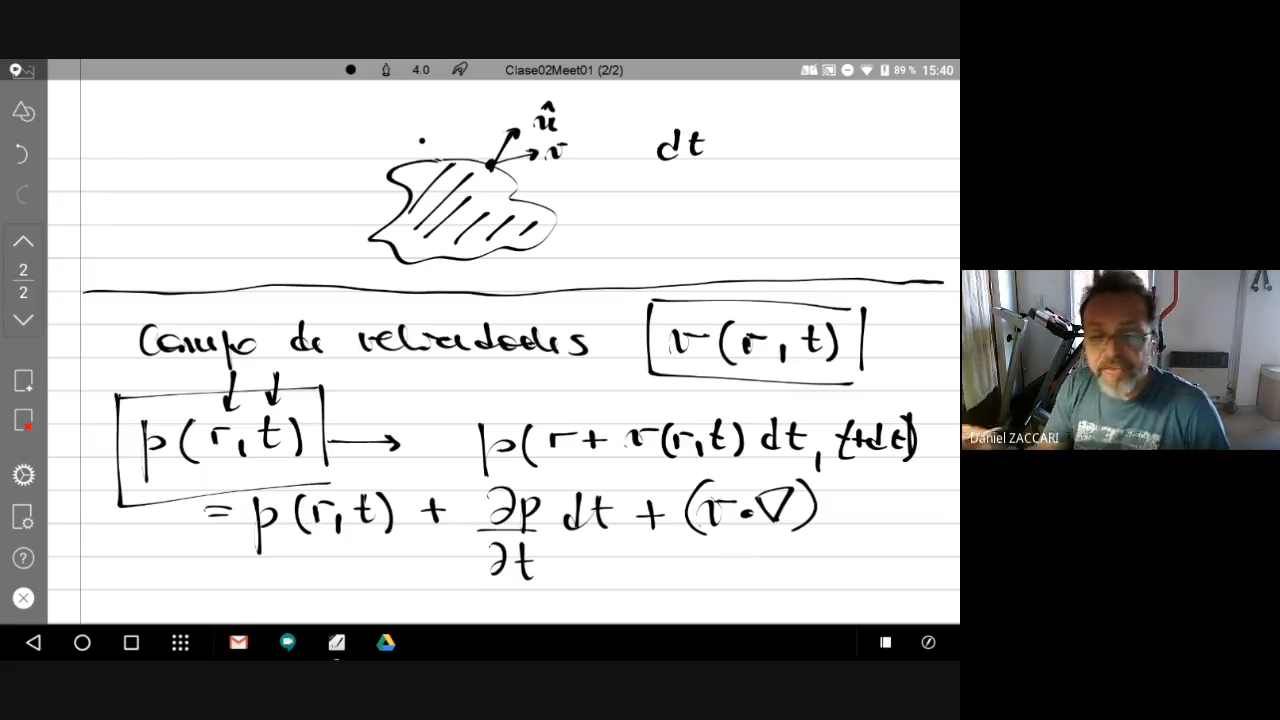 4.0 Clase02Meet01 (2/2) 89 % 15:40
û
v
dt
2
2
Campo de velocidades v(r,t)
p(r,t) → p(r+ v(r,t) dt, t+dt)
= p(r,t) + ∂p/∂t dt + (v·∇)
Daniel ZACCARI